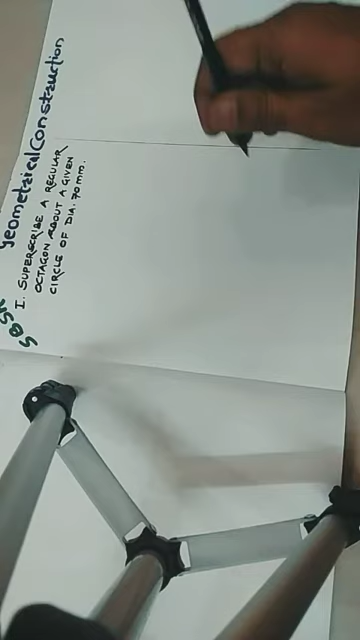 Geometrical Construction
I. SUPERSCRIBE A REGULAR
OCTAGON ABOUT A GIVEN
CIRCLE OF DIA. 70 mm.